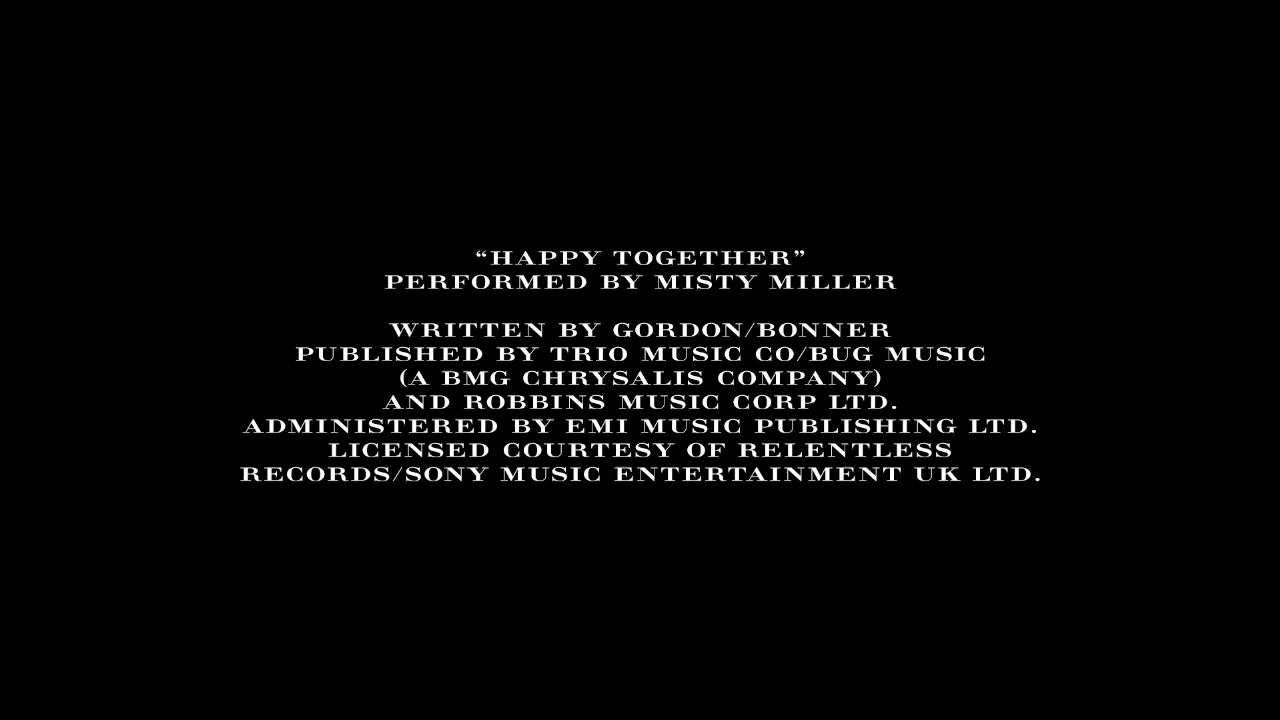 “HAPPY TOGETHER”
PERFORMED BY MISTY MILLER
WRITTEN BY GORDON/BONNER
PUBLISHED BY TRIO MUSIC CO/BUG MUSIC
(A BMG CHRYSALIS COMPANY)
AND ROBBINS MUSIC CORP LTD.
ADMINISTERED BY EMI MUSIC PUBLISHING LTD.
LICENSED COURTESY OF RELENTLESS
RECORDS/SONY MUSIC ENTERTAINMENT UK LTD.